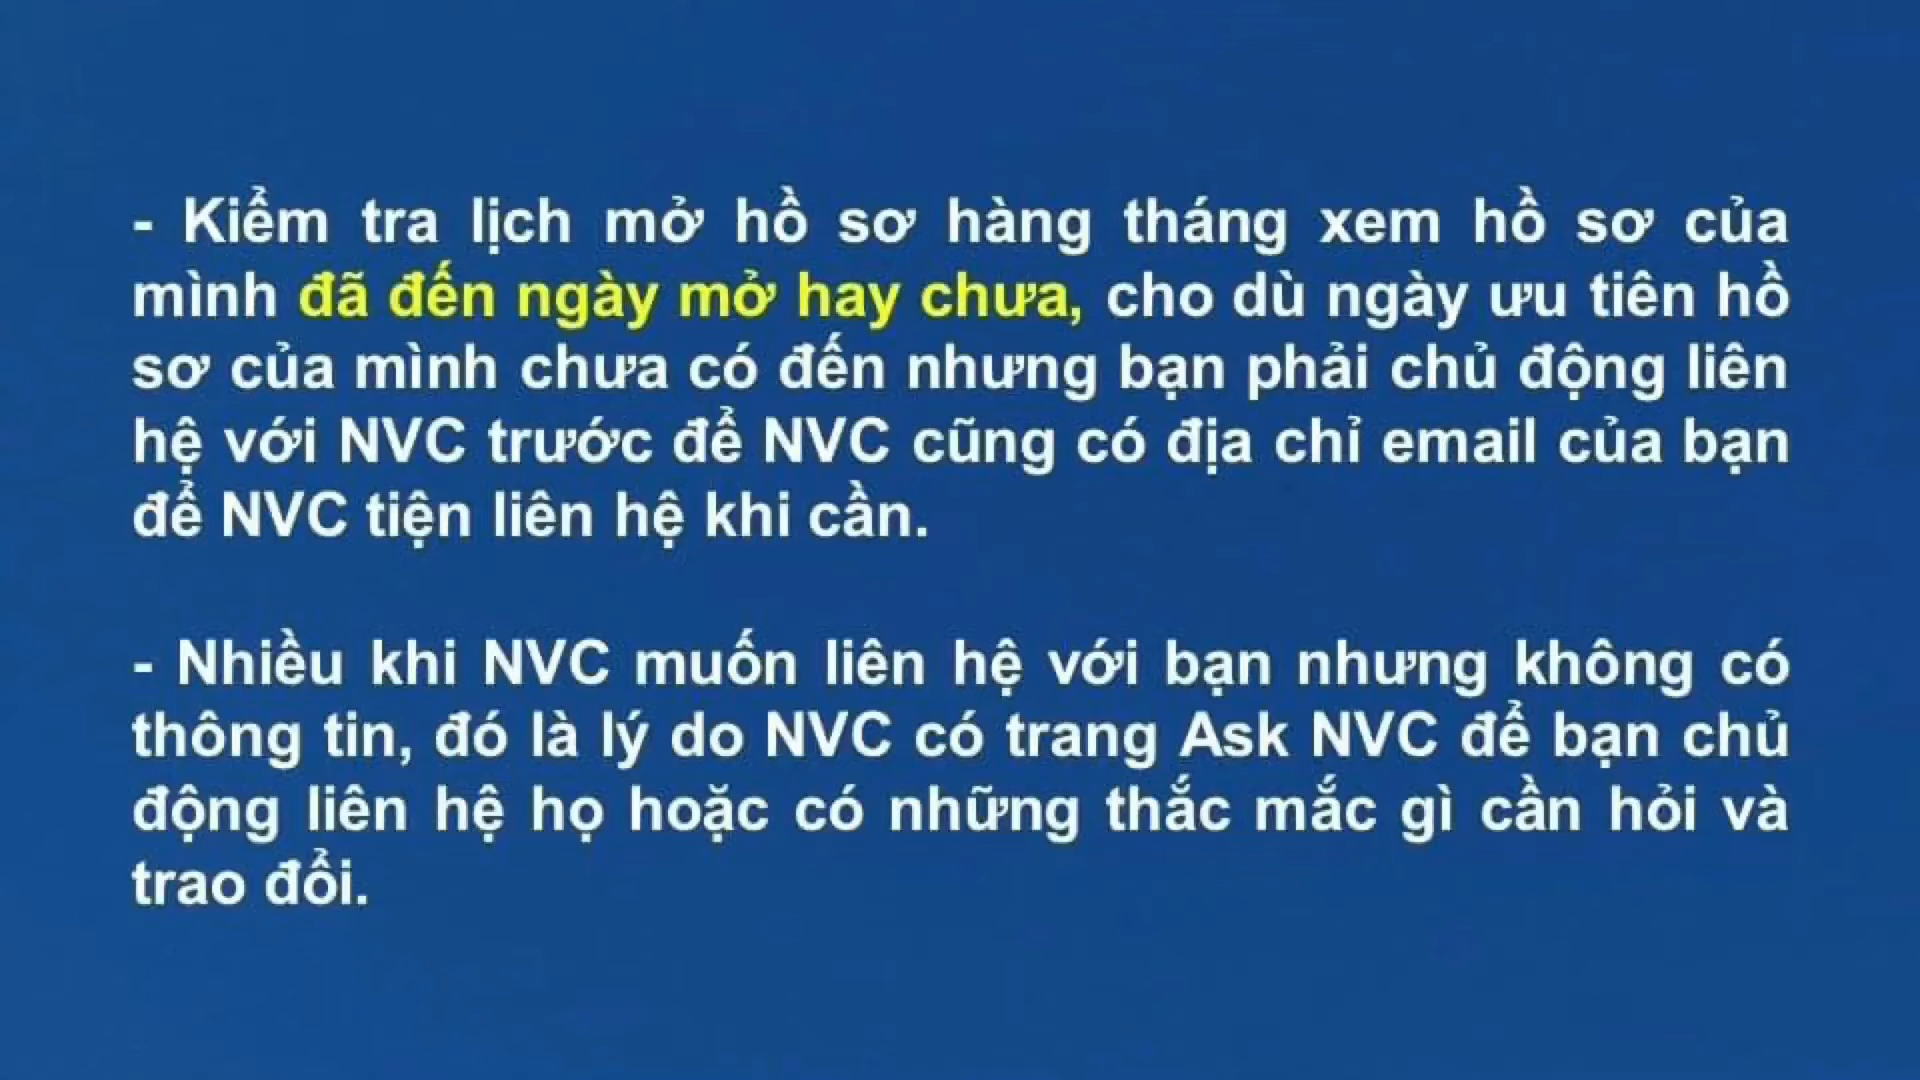 - Kiểm tra lịch mở hồ sơ hàng tháng xem hồ sơ của
mình đã đến ngày mở hay chưa, cho dù ngày ưu tiên hồ
sơ của mình chưa có đến nhưng bạn phải chủ động liên
hệ với NVC trước để NVC cũng có địa chỉ email của bạn
để NVC tiện liên hệ khi cần.
- Nhiều khi NVC muốn liên hệ với bạn nhưng không có
thông tin, đó là lý do NVC có trang Ask NVC để bạn chủ
động liên hệ họ hoặc có những thắc mắc gì cần hỏi và
trao đổi.